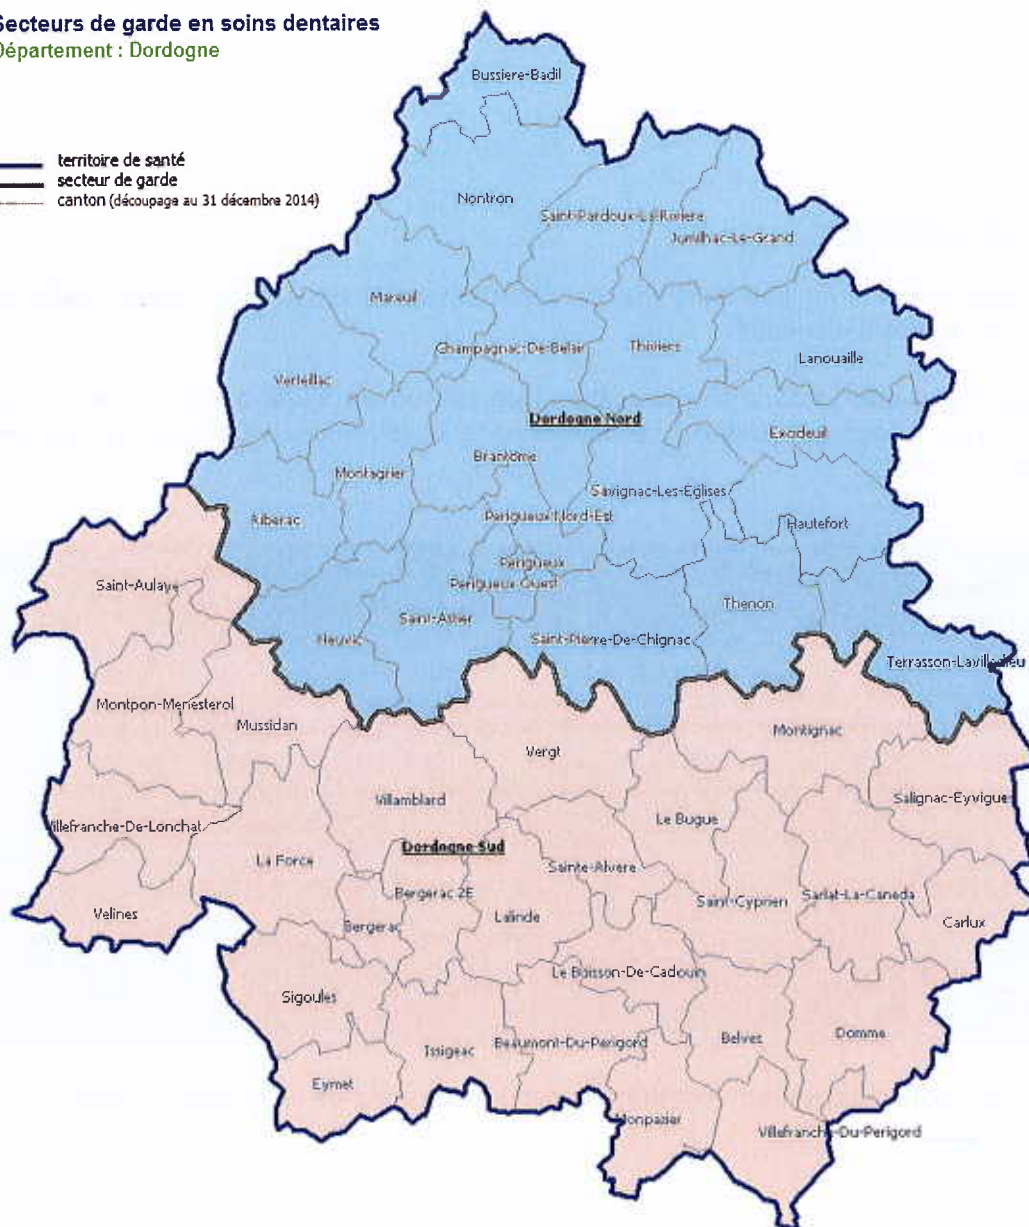 Secteurs de garde en soins dentaires
Département : Dordogne
territoire de santé
secteur de garde
canton (découpage au 31 décembre 2014)
Bussiere-Badil
Nontron
Saint-Pardoux-La-Riviere
Jumilhac-Le-Grand
Mareuil
Champagnac-De-Belair
Thiviers
Lanouaille
Verteillac
Dordogne Nord
Excideuil
Brantome
Montagrier
Savignac-Les-Eglises
Riberac
Perigueux Nord-Est
Hautefort
Perigueux
Perigueux Ouest
Saint-Aulaye
Thenon
Saint-Astier
Neuvic
Saint-Pierre-De-Chignac
Terrasson-Lavilledieu
Montpon-Menesterol
Mussidan
Montignac
Vergt
Villamblard
Salignac-Eyvigue
Le Bugue
Villefranche-De-Lonchat
Dordogne Sud
La Force
Sainte-Alvere
Bergerac 2E
Saint-Cyprien
Sarlat-La-Caneda
Velines
Lalinde
Carlux
Bergerac
Le Buisson-De-Cadouin
Sigoules
Domme
Belves
Beaumont-Du-Perigord
Issigeac
Eymet
Monpazier
Villefranche-Du-Perigord